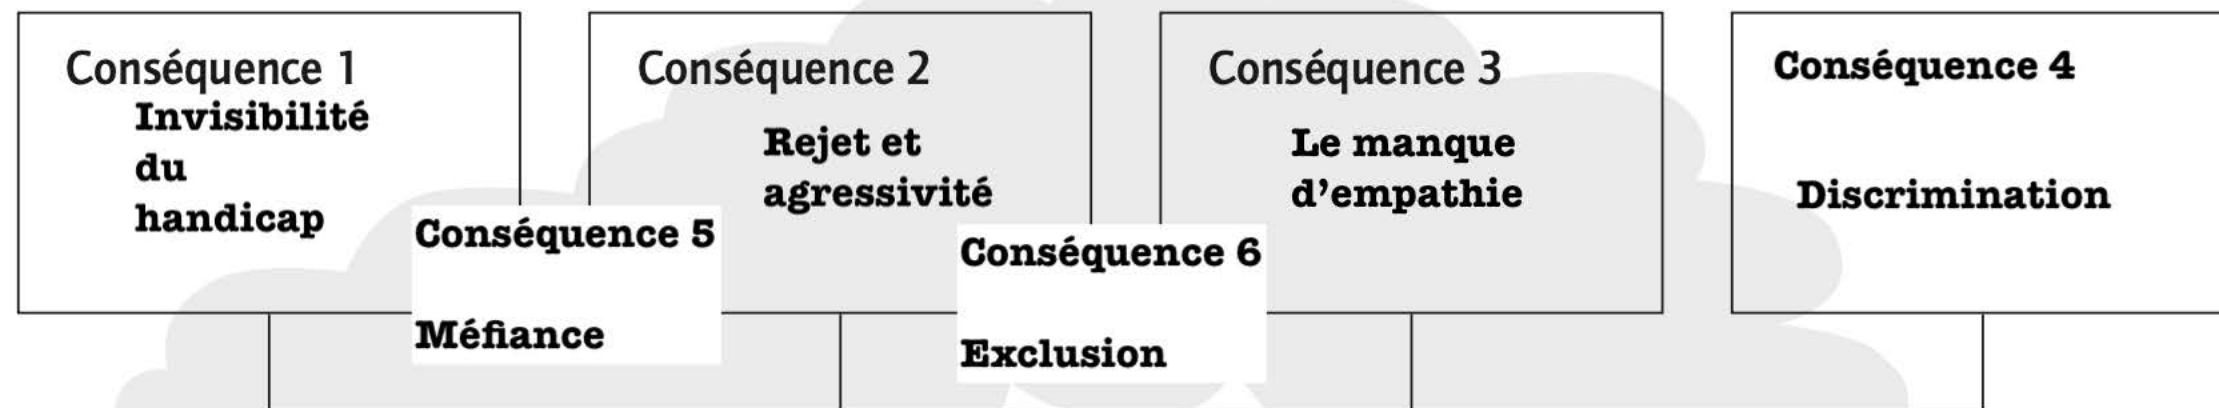 Conséquence 1
Invisibilité
du
handicap
Conséquence 2
Rejet et
agressivité
Conséquence 3
Le manque
d’empathie
Conséquence 4
Discrimination
Conséquence 5
Méfiance
Conséquence 6
Exclusion